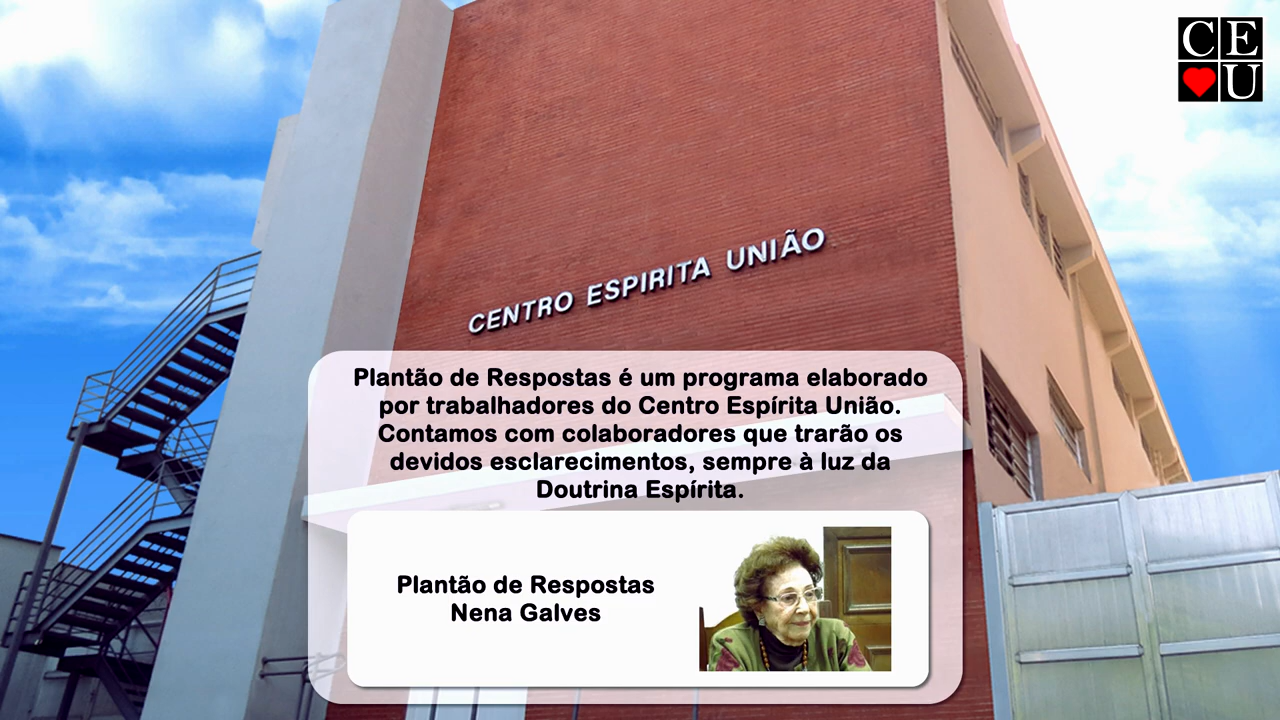 CE
U
CENTRO ESPIRITA UNIÃO
Plantão de Respostas é um programa elaborado
por trabalhadores do Centro Espírita União.
Contamos com colaboradores que trarão os
devidos esclarecimentos, sempre à luz da
Doutrina Espírita.
Plantão de Respostas
Nena Galves